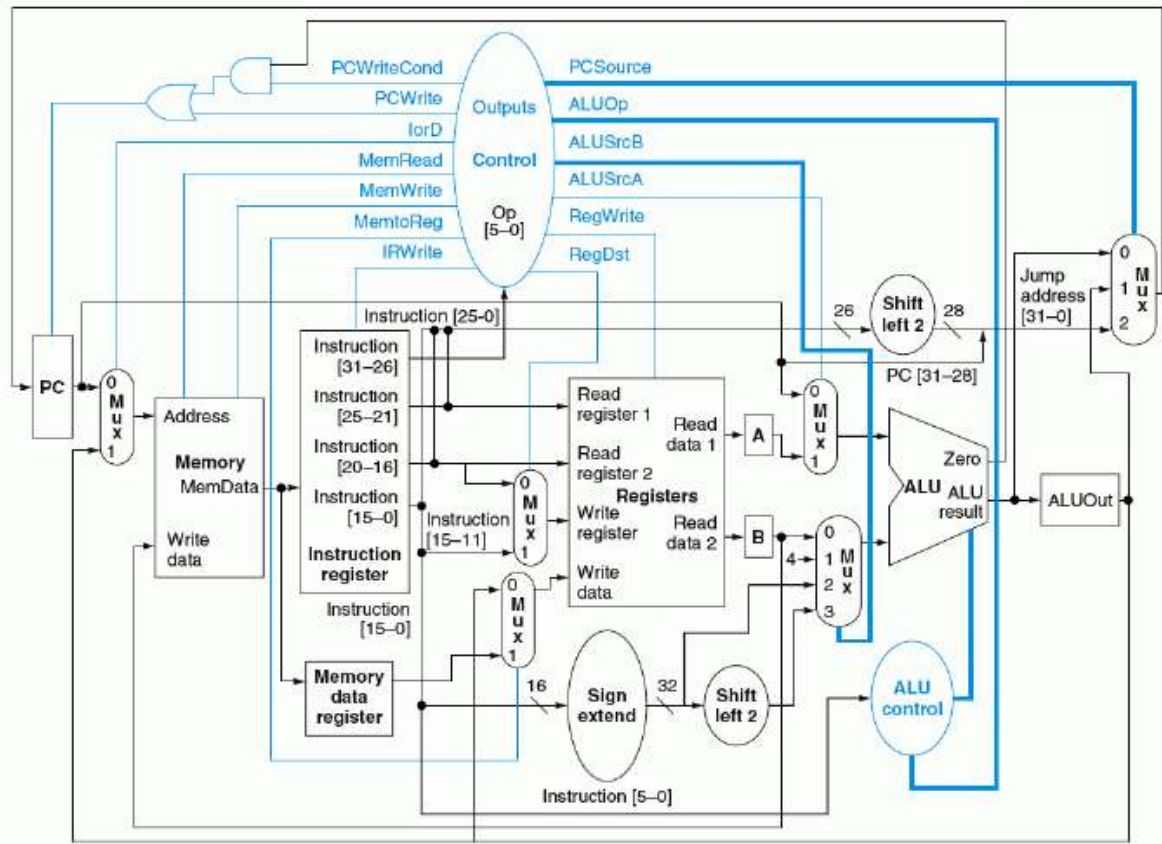 PCWriteCond
PCWrite
IorD
MemRead
MemWrite
MemtoReg
IRWrite
Outputs
Control
Op
[5–0]
PCSource
ALUOp
ALUSrcB
ALUSrcA
RegWrite
RegDst
PC
0
M
u
x
1
Address
Memory
MemData
Write
data
Instruction [25-0]
Instruction
[31–26]
Instruction
[25–21]
Instruction
[20–16]
Instruction
[15–0]
Instruction
register
Instruction
[15–0]
Memory
data
register
Instruction
[15–11]
0
M
u
x
1
0
M
u
x
1
Read
register 1
Read
register 2
Registers
Write
register
Write
data
Read
data 1
Read
data 2
A
B
16
Sign
extend
32
Shift
left 2
Instruction [5–0]
26
Shift
left 2
28
PC [31–28]
Jump
address
[31–0]
0
M
u
x
1
4
0
1
2
3
M
u
x
Zero
ALU
ALU
result
ALU
control
ALUOut
0
1
2
M
u
x